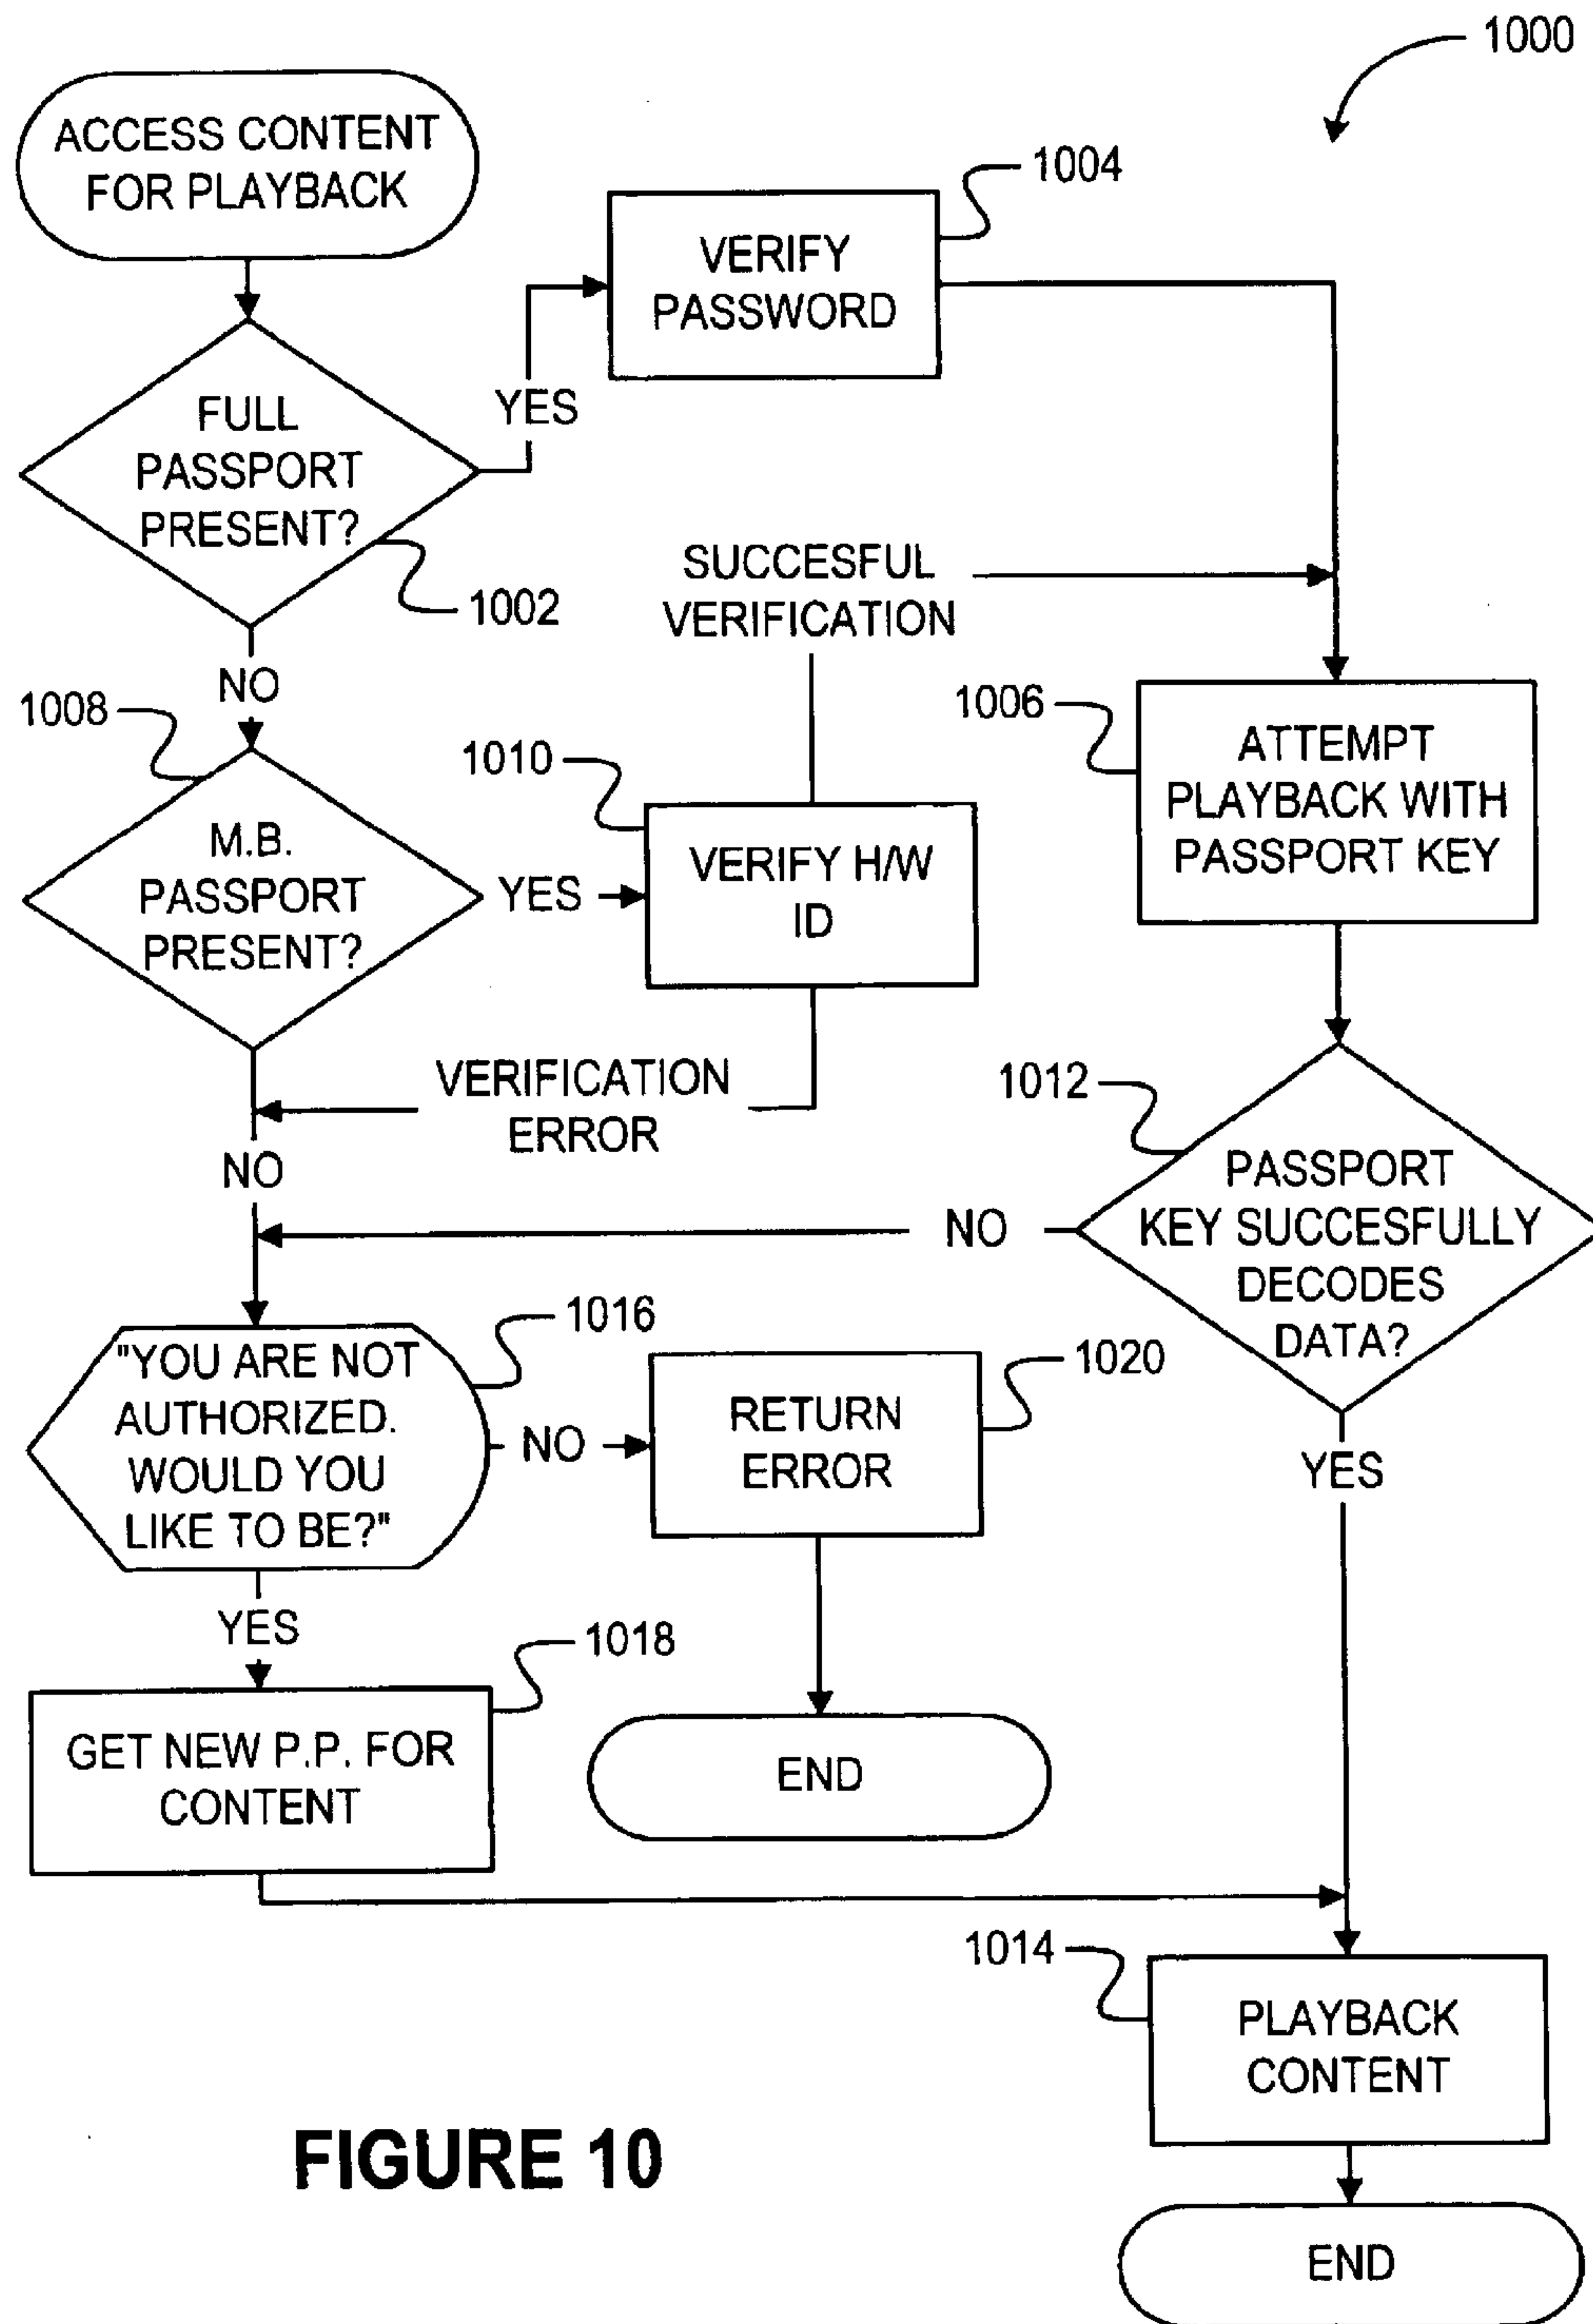 1000
ACCESS CONTENT
FOR PLAYBACK
1004
VERIFY
PASSWORD
YES
FULL
PASSPORT
PRESENT?
1002
SUCCESFUL
VERIFICATION
NO
1008
1006
ATTEMPT
PLAYBACK WITH
PASSPORT KEY
1010
M.B.
PASSPORT
PRESENT?
YES
VERIFY H/W
ID
VERIFICATION
ERROR
1012
NO
PASSPORT
KEY SUCCESFULLY
DECODES
DATA?
NO
1016
"YOU ARE NOT
AUTHORIZED.
WOULD YOU
LIKE TO BE?"
NO
1020
RETURN
ERROR
YES
YES
1018
GET NEW P.P. FOR
CONTENT
END
1014
PLAYBACK
CONTENT
FIGURE 10
END